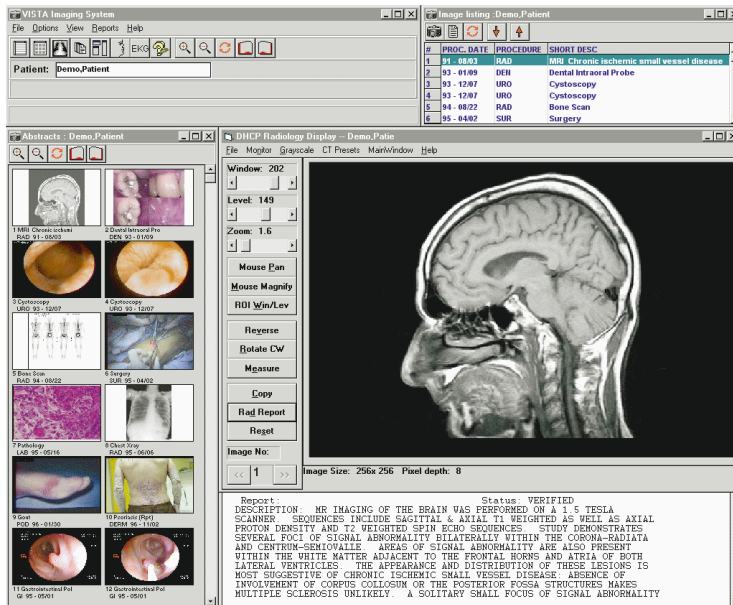 VISTA Imaging System
File Options View Reports Help
EKG
Patient: Demo,Patient
Image listing :Demo,Patient
# PROC. DATE PROCEDURE SHORT DESC
1 91 - 08/03 RAD MRI Chronic ischemic small vessel disease
2 93 - 01/09 DEN Dental Intraoral Probe
3 93 - 12/07 URO Cystoscopy
4 93 - 12/07 URO Cystoscopy
5 94 - 08/22 RAD Bone Scan
6 95 - 04/02 SUR Surgery
Abstracts : Demo,Patient
1 MRI Chronic ischemi
RAD 91 - 08/03
2 Dental Intraoral Pro
DEN 93 - 01/09
3 Cystoscopy
URO 93 - 12/07
4 Cystoscopy
URO 93 - 12/07
5 Bone Scan
RAD 94 - 08/22
6 Surgery
SUR 95 - 04/02
7 Pathology
LAB 95 - 05/16
8 Chest Xray
RAD 95 - 06/06
9 Gout
POD 96 - 01/30
10 Psoriasis (Rpt)
DERM 96 - 11/02
11 Gastrointestinal Pol
GI 95 - 05/01
12 Gastrointestinal Pol
GI 95 - 05/01
DHCP Radiology Display -- Demo,Patie
File Monitor Grayscale CT Presets MainWindow Help
Window: 202
Level: 149
Zoom: 1.6
Mouse Pan
Mouse Magnify
ROI Win/Lev
Reverse
Rotate CW
Measure
Copy
Rad Report
Reset
Image No:
<< 1 >>
Image Size: 256x 256 Pixel depth: 8
Report: Status: VERIFIED
DESCRIPTION: MR IMAGING OF THE BRAIN WAS PERFORMED ON A 1.5 TESLA
SCANNER. SEQUENCES INCLUDE SAGITTAL & AXIAL T1 WEIGHTED AS WELL AS AXIAL
PROTON DENSITY AND T2 WEIGHTED SPIN ECHO SEQUENCES. STUDY DEMONSTRATES
SEVERAL FOCI OF SIGNAL ABNORMALITY BILATERALLY WITHIN THE CORONA-RADIATA
AND CENTRUM-SEMIOVALLE. AREAS OF SIGNAL ABNORMALITY ARE ALSO PRESENT
WITHIN THE WHITE MATTER ADJACENT TO THE FRONTAL HORNS AND ATRIA OF BOTH
LATERAL VENTRICLES. THE APPEARANCE AND DISTRIBUTION OF THESE LESIONS IS
MOST SUGGESTIVE OF CHRONIC ISCHEMIC SMALL VESSEL DISEASE. ABSENCE OF
INVOLVEMENT OF CORPUS COLLOSUM OR THE POSTERIOR FOSSA STRUCTURES MAKES
MULTIPLE SCLEROSIS UNLIKELY. A SOLITARY SMALL FOCUS OF SIGNAL ABNORMALITY